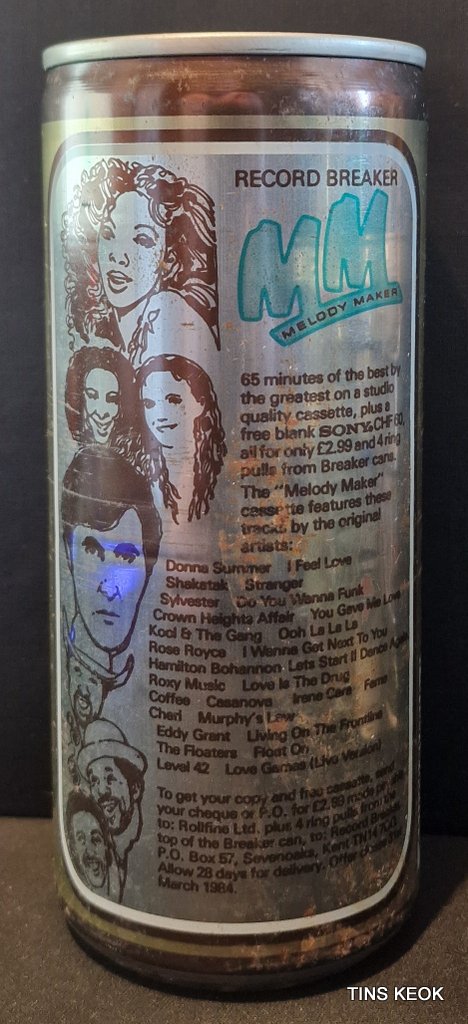 RECORD BREAKER
MM
MELODY MAKER
65 minutes of the best by
the greatest on a studio
quality cassette, plus a
free blank SONY CHF 60,
all for only £2.99 and 4 ring
pulls from Breaker cans.
The "Melody Maker"
cassette features these
tracks by the original
artists:
Donna Summer I Feel Love
Shakatak Stranger
Sylvester Do You Wanna Funk
Crown Heights Affair You Gave Me Love
Kool & The Gang Ooh La La La
Rose Royce I Wanna Get Next To You
Hamilton Bohannon Lets Start II Dance Again
Roxy Music Love Is The Drug
Coffee Casanova Irene Cara Fame
Cheri Murphy's Law
Eddy Grant Living On The Frontline
The Floaters Float On
Level 42 Love Games (Live Version)
To get your copy and free cassette, send
your cheque or P.O. for £2.99 made payable
to: Rollfine Ltd. plus 4 ring pulls from the
top of the Breaker can, to: Record Breaker,
P.O. Box 57, Sevenoaks, Kent TN14
Allow 28 days for delivery. Offer closes 31st
March 1984.
TINS KEOK